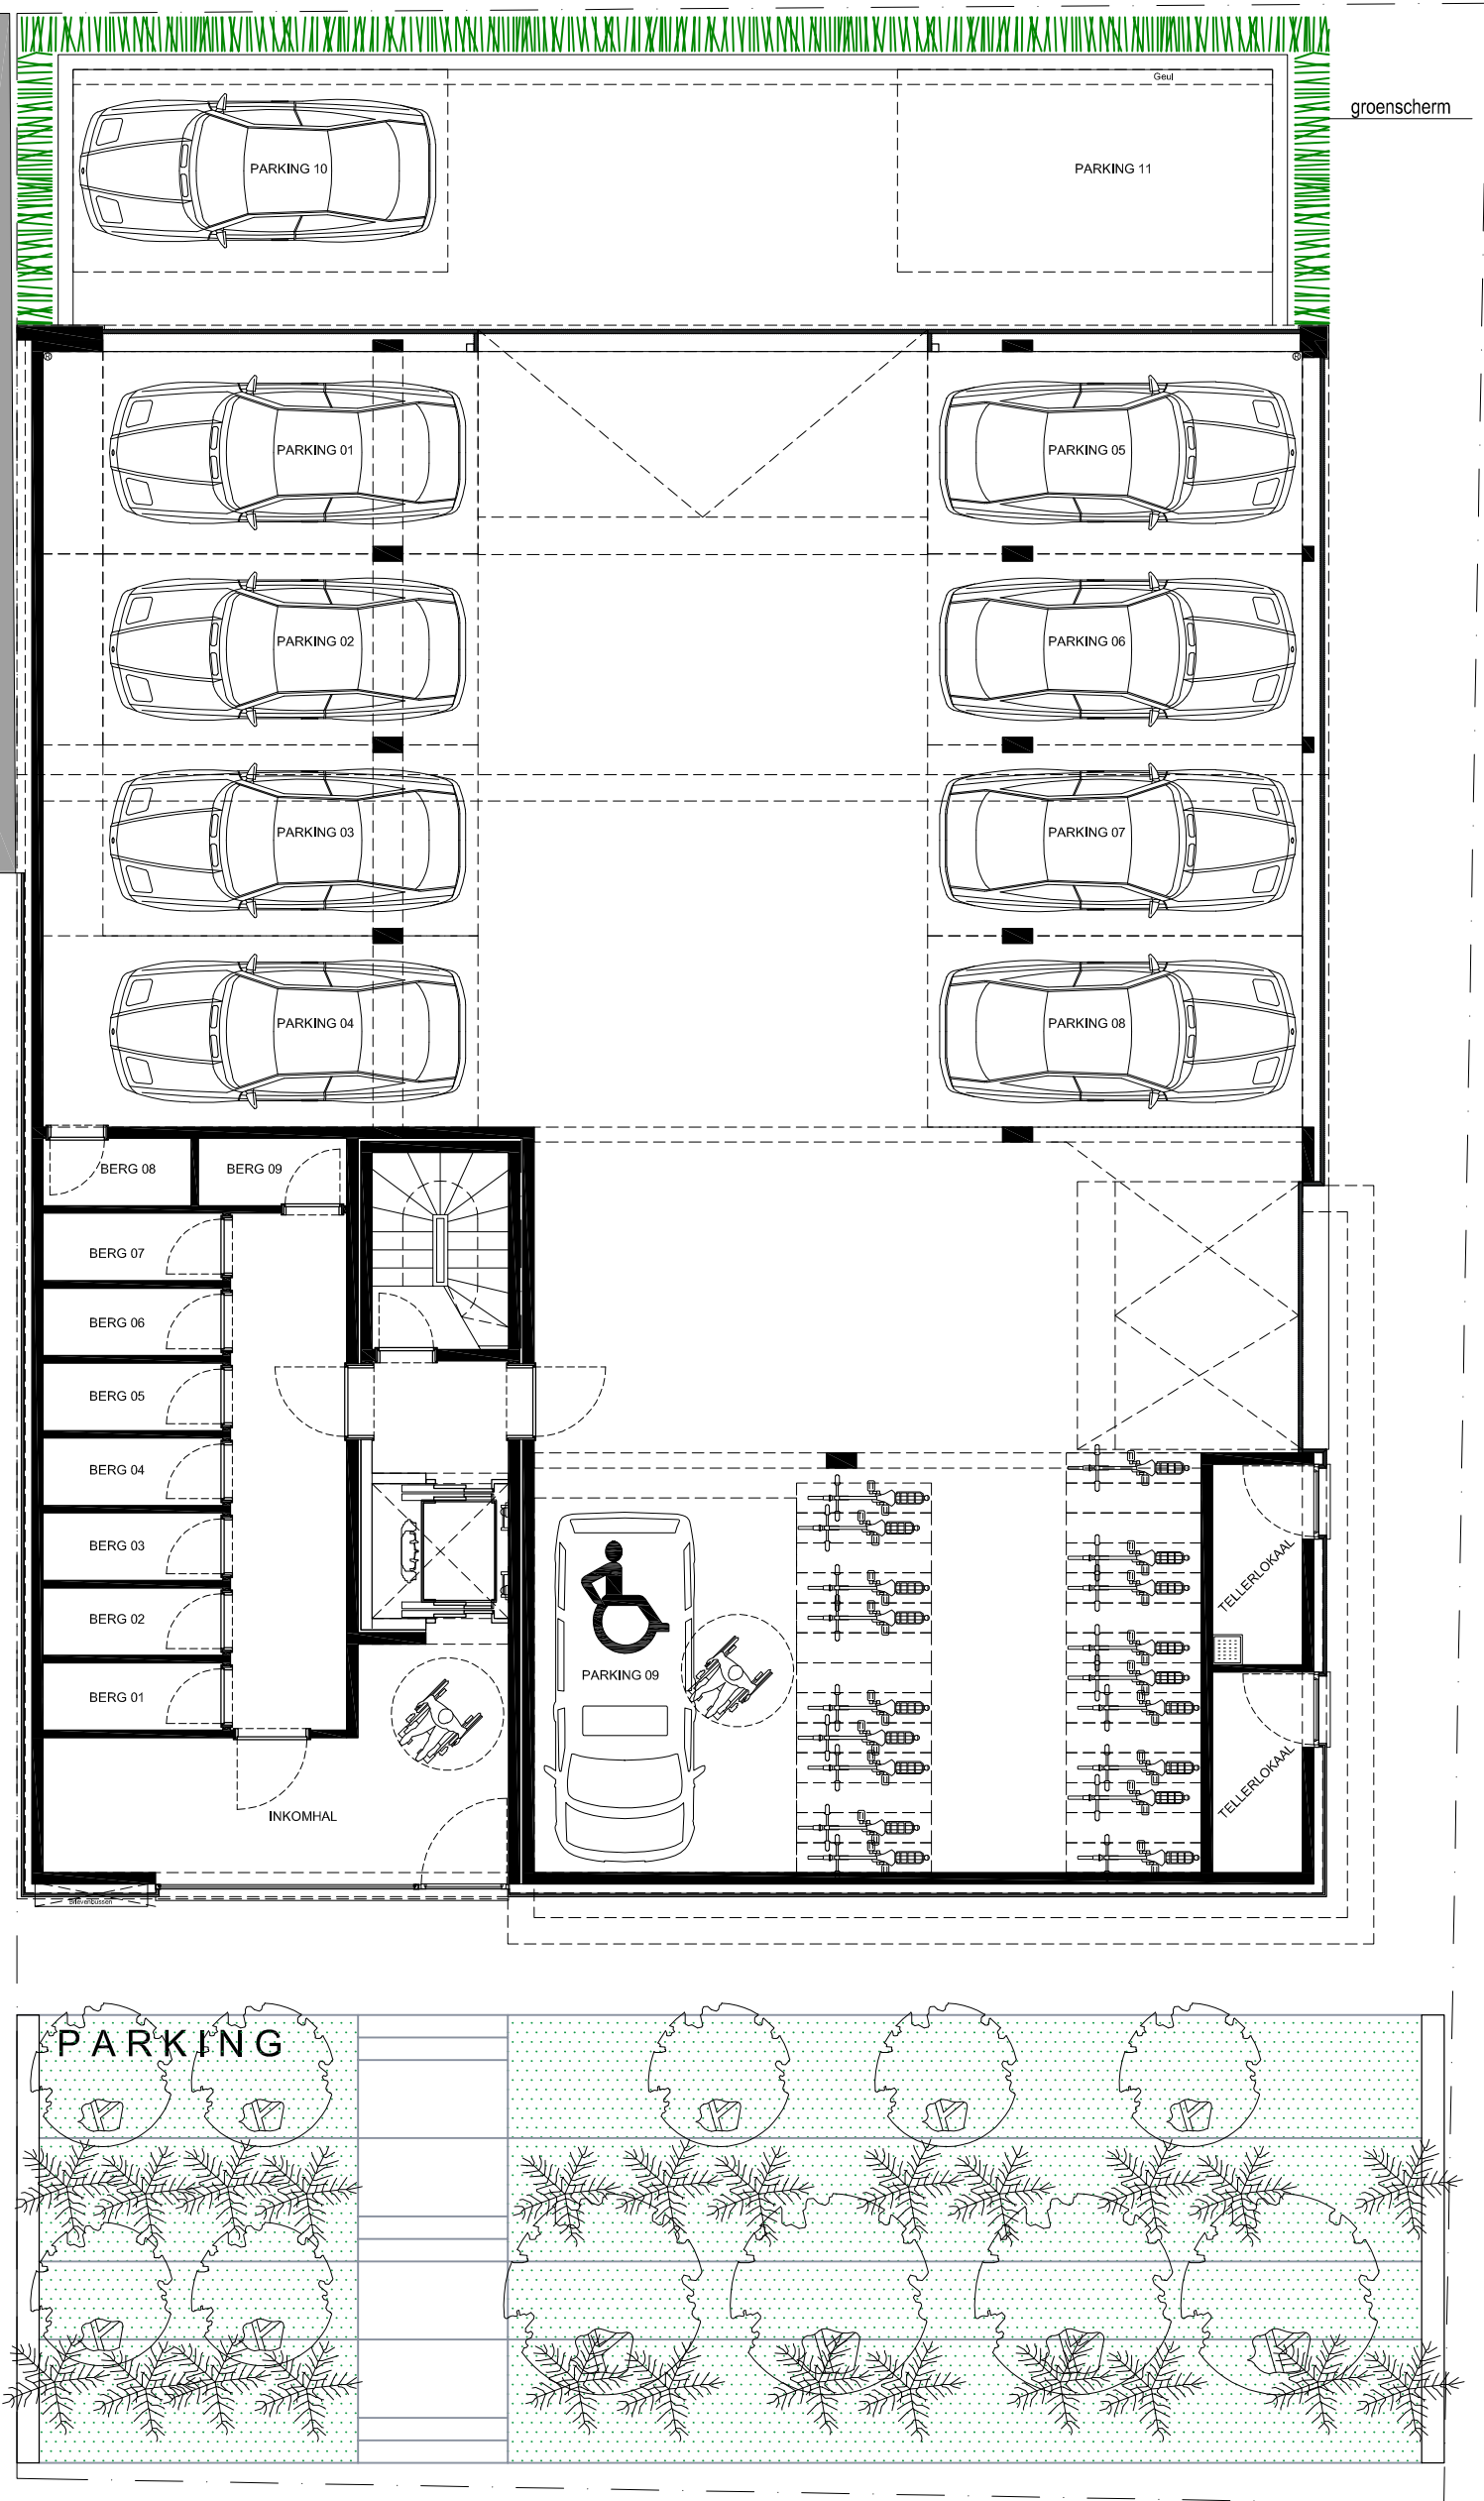 Geul
groenscherm
PARKING 10
PARKING 11
PARKING 01
PARKING 05
PARKING 02
PARKING 06
PARKING 03
PARKING 07
PARKING 04
PARKING 08
BERG 08
BERG 09
BERG 07
BERG 06
BERG 05
BERG 04
BERG 03
BERG 02
BERG 01
TELLERLOKAAL
PARKING 09
TELLERLOKAAL
INKOMHAL
Brievenbussen
PARKING